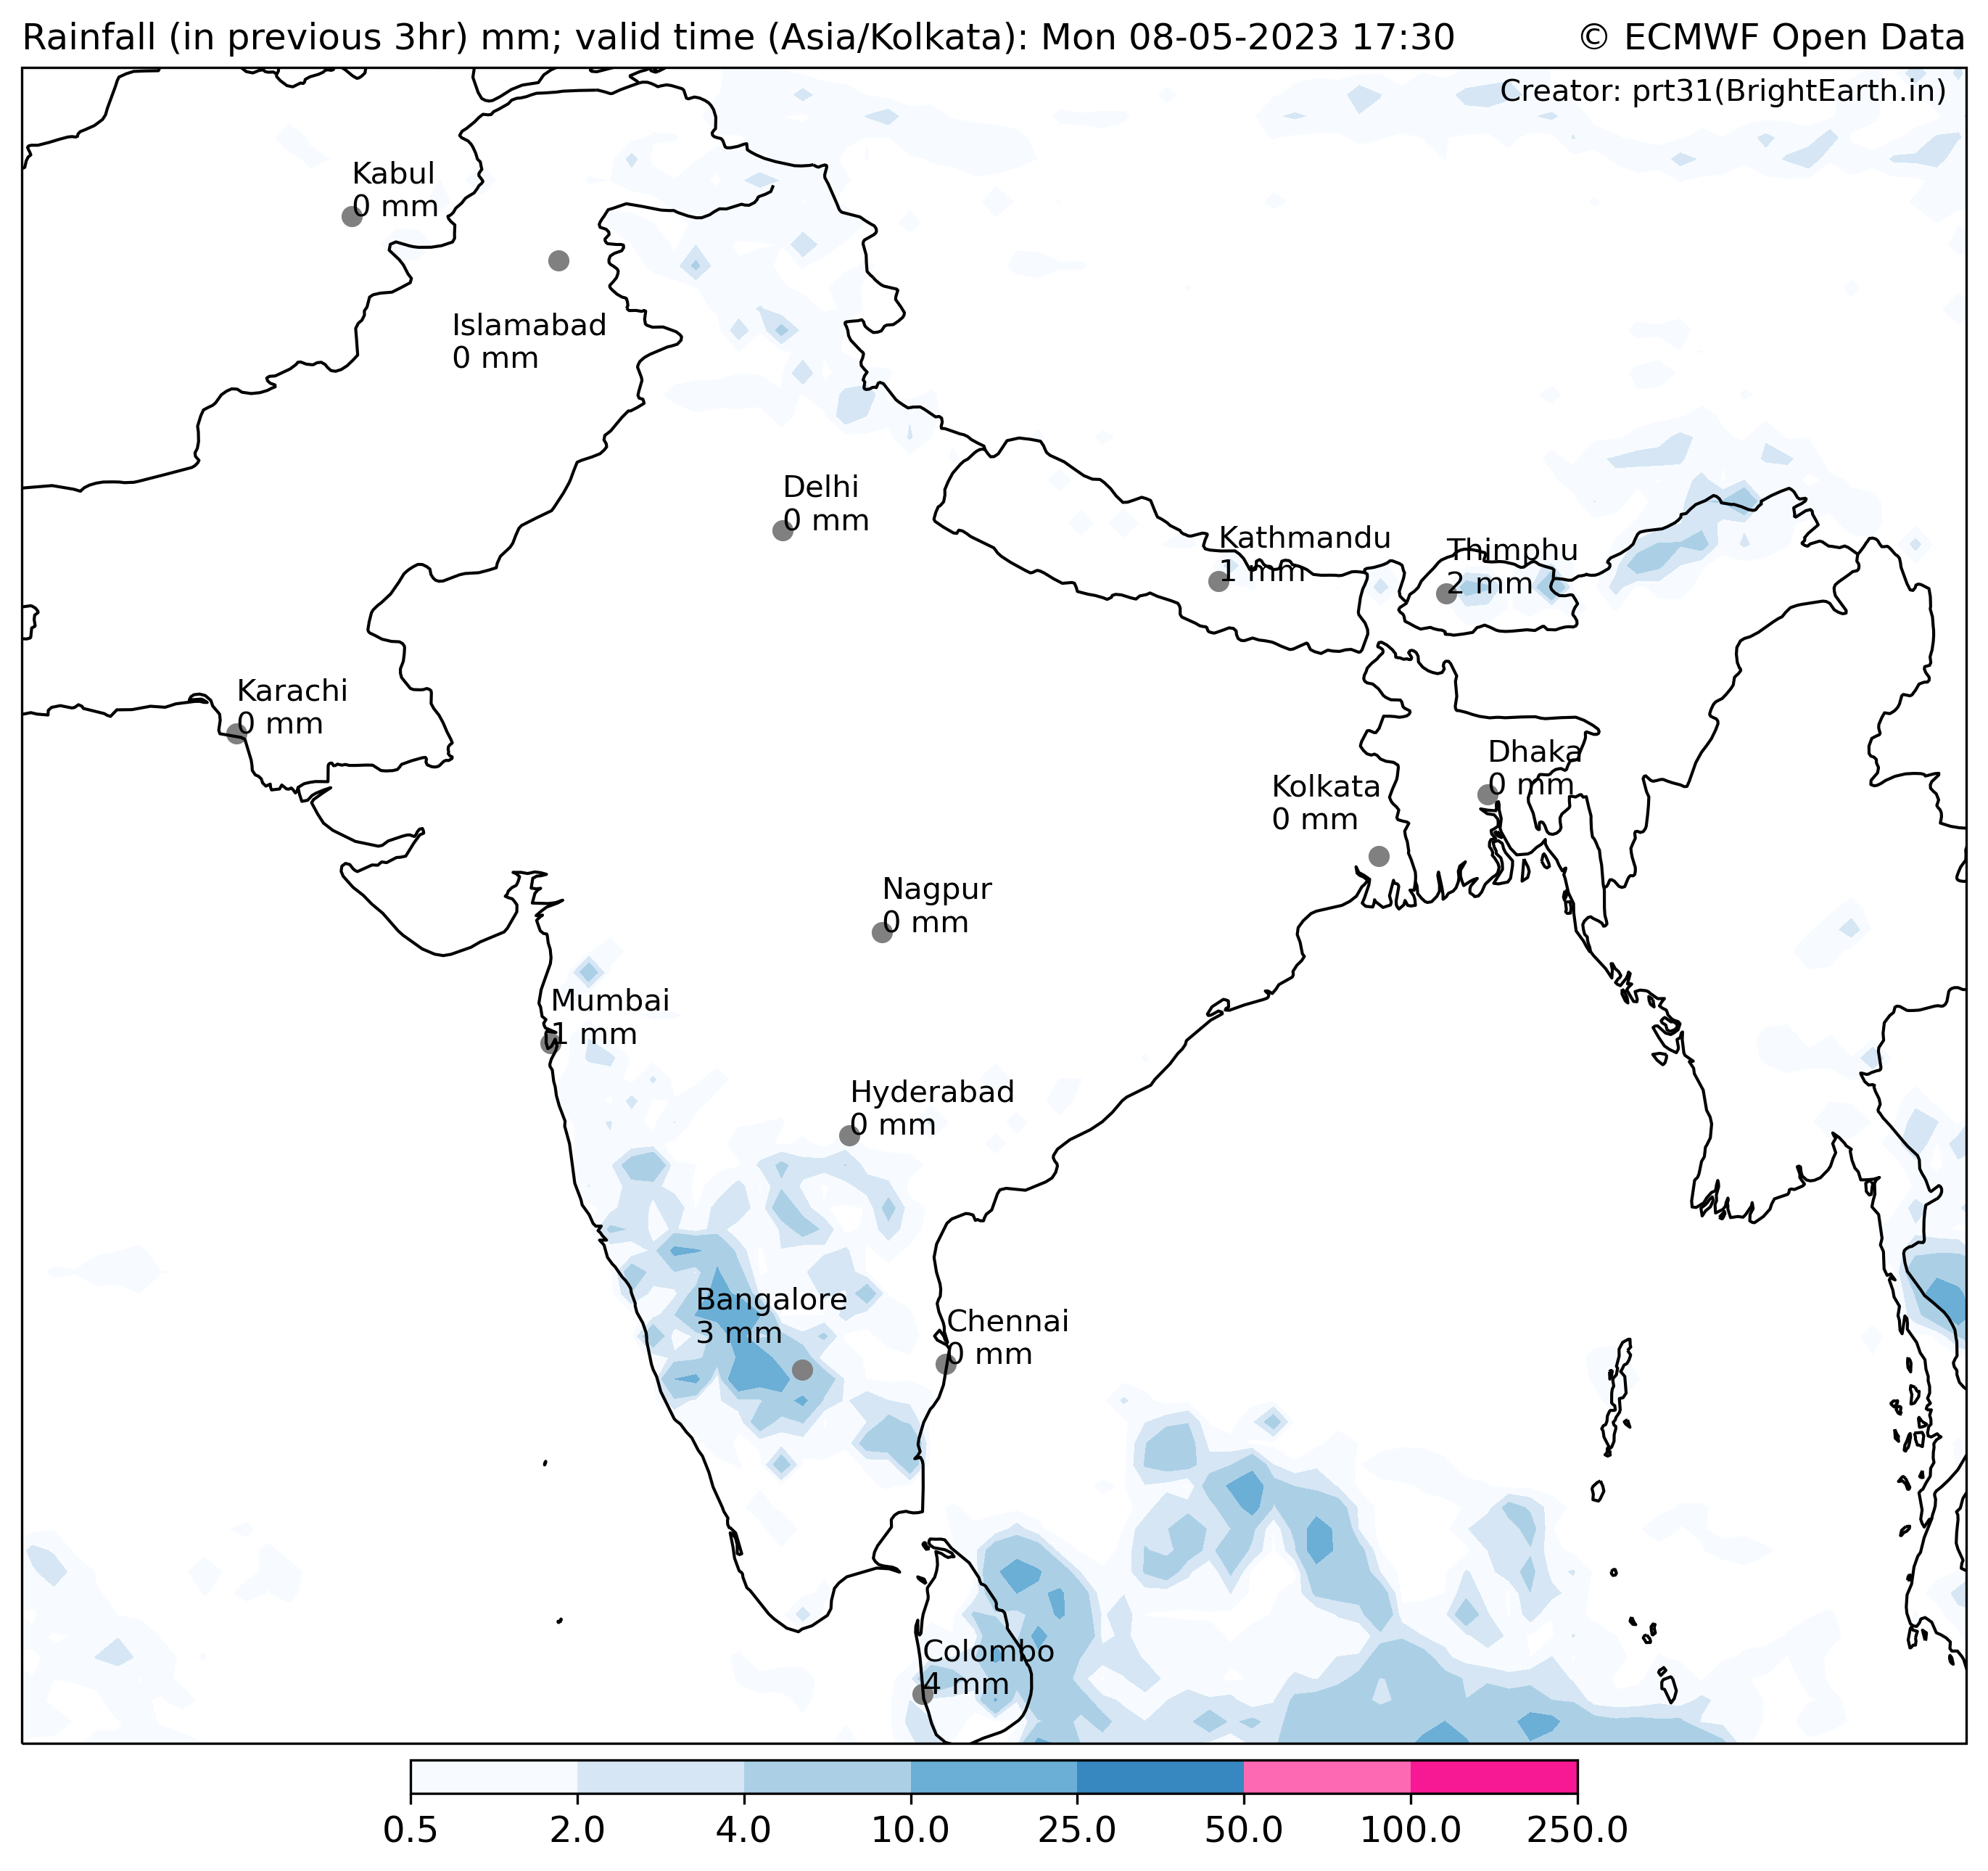 Rainfall (in previous 3hr) mm; valid time (Asia/Kolkata): Mon 08-05-2023 17:30
© ECMWF Open Data
Creator: prt31(BrightEarth.in)
Kabul
0 mm
Islamabad
0 mm
Delhi
0 mm
Kathmandu
1 mm
Thimphu
2 mm
Karachi
0 mm
Dhaka
0 mm
Kolkata
0 mm
Nagpur
0 mm
Mumbai
1 mm
Hyderabad
0 mm
Bangalore
3 mm
Chennai
0 mm
Colombo
4 mm
0.5 2.0 4.0 10.0 25.0 50.0 100.0 250.0